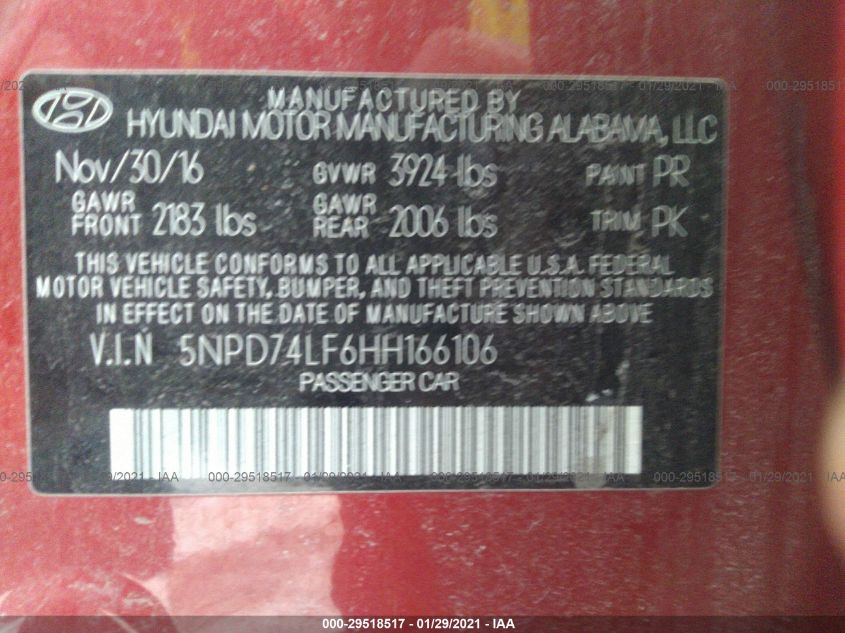 MANUFACTURED BY
HYUNDAI MOTOR MANUFACTURING ALABAMA, LLC
Nov/30/16 GVWR 3924 lbs PAINT PR
GAWR FRONT 2183 lbs GAWR REAR 2006 lbs TRIM PK
THIS VEHICLE CONFORMS TO ALL APPLICABLE U.S.A. FEDERAL
MOTOR VEHICLE SAFETY, BUMPER, AND THEFT PREVENTION STANDARDS
IN EFFECT ON THE DATE OF MANUFACTURE SHOWN ABOVE
V.I.N 5NPD74LF6HH166106
PASSENGER CAR
000-29518517 - 01/29/2021 - IAA